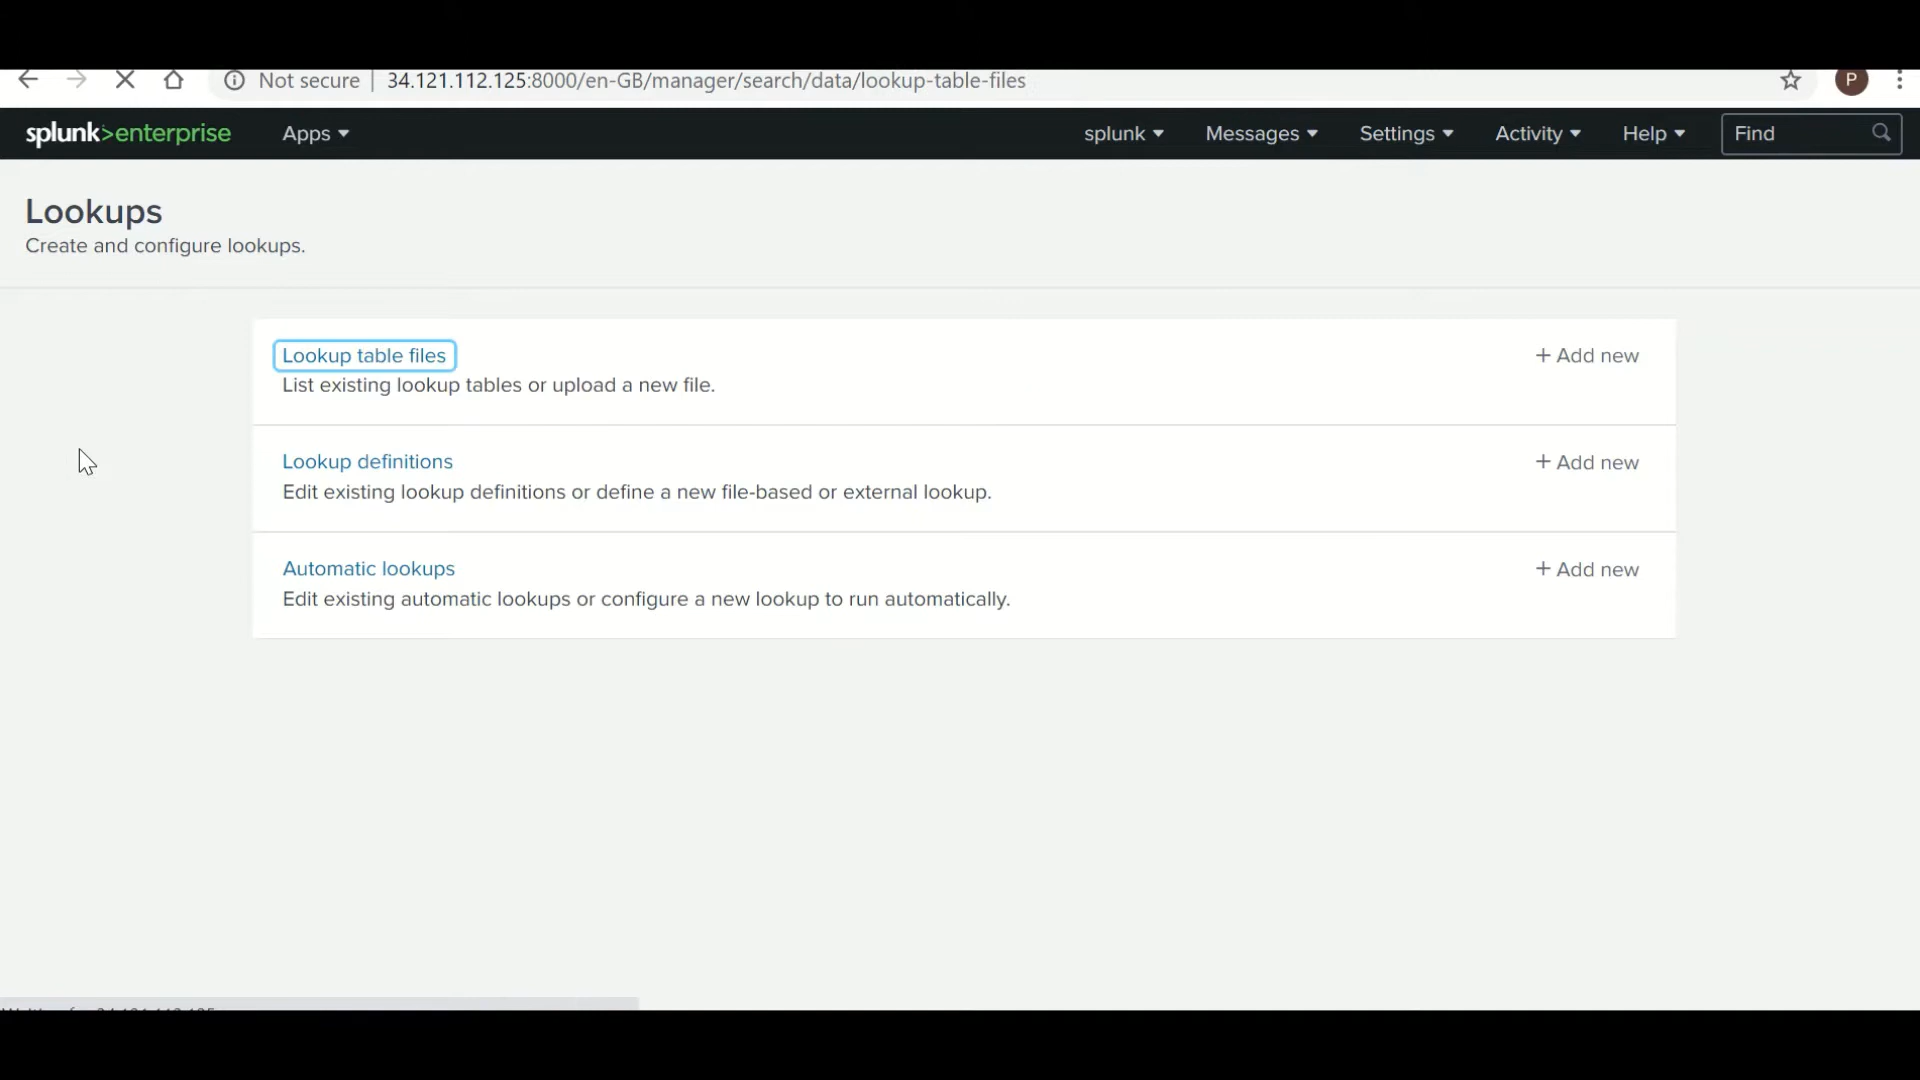 Not secure | 34.121.112.125:8000/en-GB/manager/search/data/lookup-table-files P
splunk>enterprise Apps splunk Messages Settings Activity Help Find
Lookups
Create and configure lookups.
Lookup table files + Add new
List existing lookup tables or upload a new file.
Lookup definitions + Add new
Edit existing lookup definitions or define a new file-based or external lookup.
Automatic lookups + Add new
Edit existing automatic lookups or configure a new lookup to run automatically.